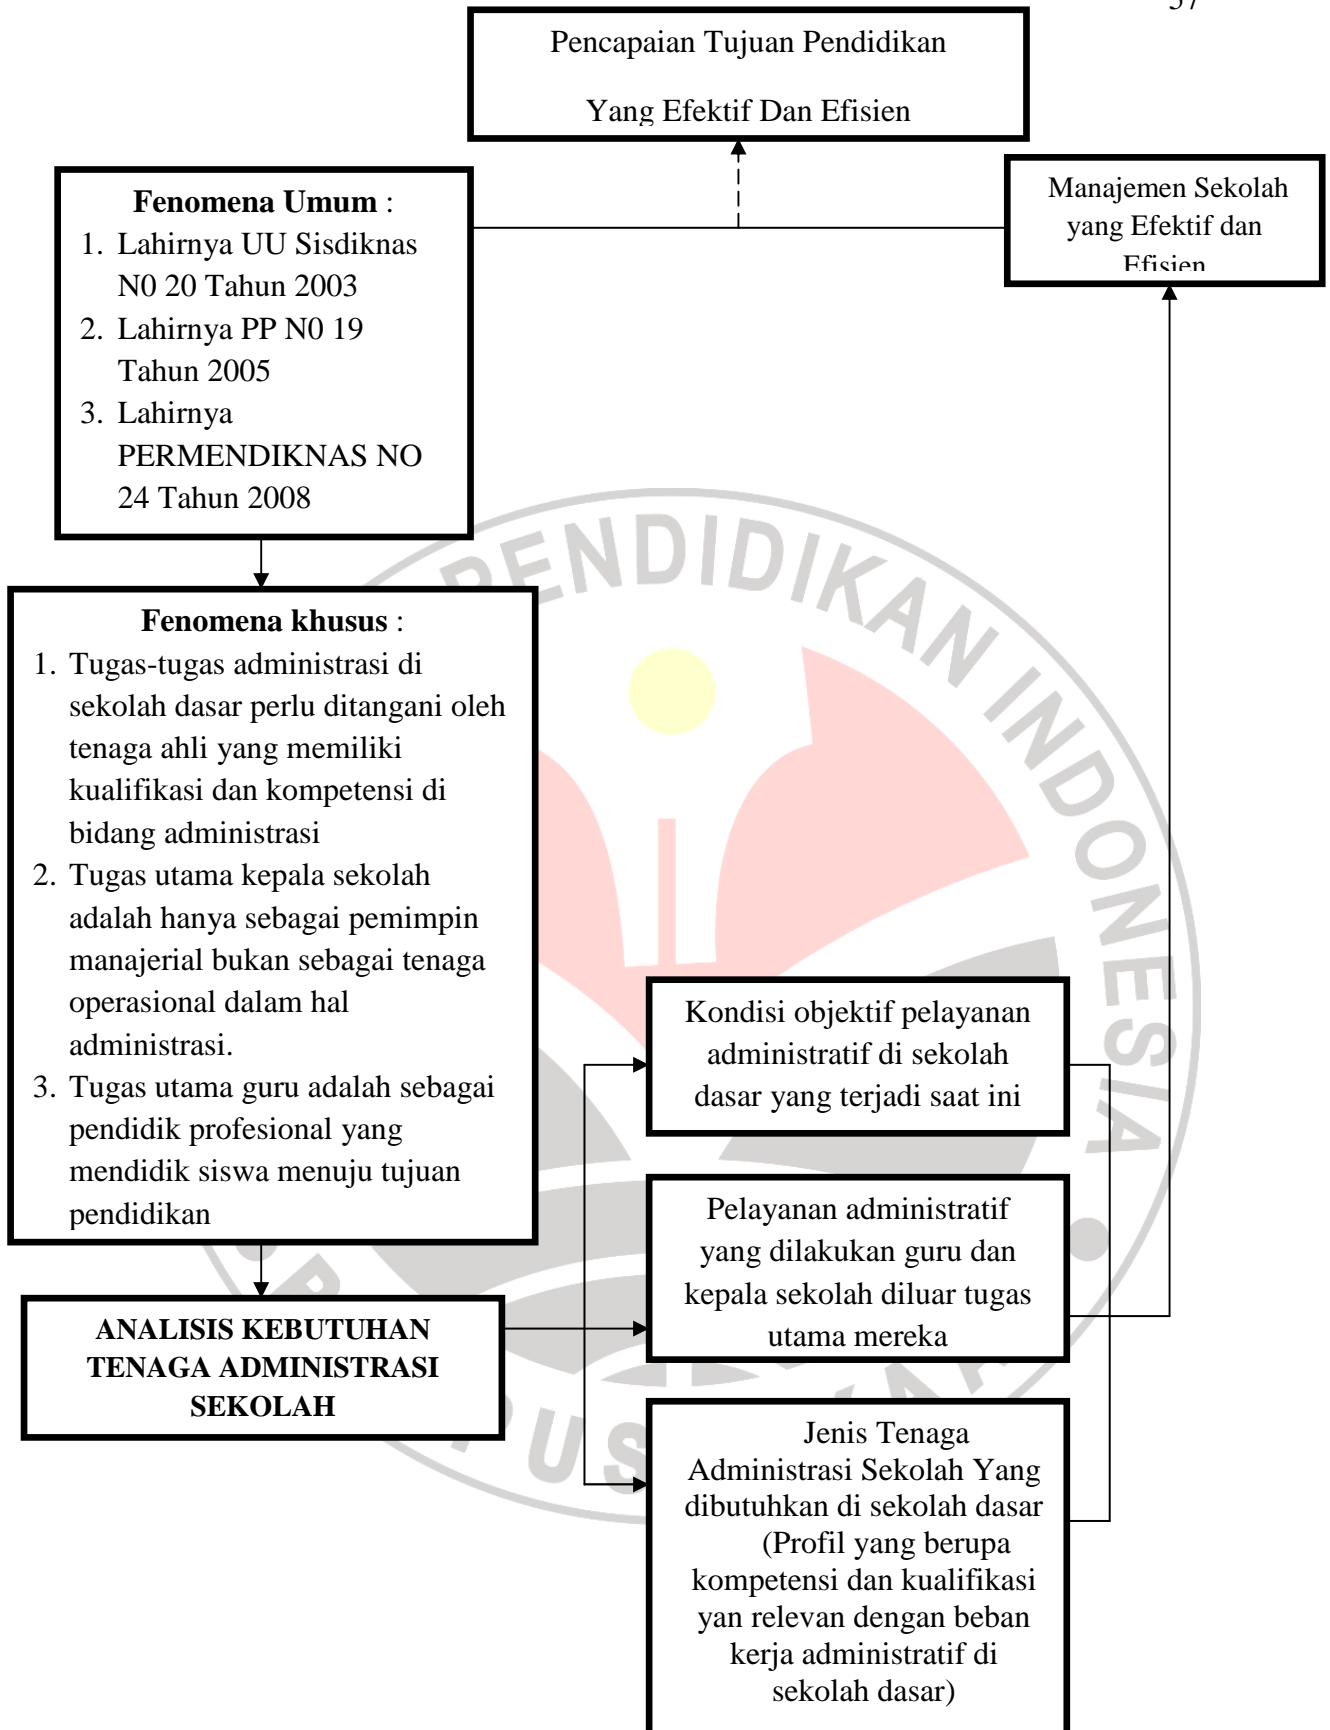 37
Pencapaian Tujuan Pendidikan
Yang Efektif Dan Efisien
Manajemen Sekolah
yang Efektif dan
Efisien
Fenomena Umum :
1. Lahirnya UU Sisdiknas
N0 20 Tahun 2003
2. Lahirnya PP N0 19
Tahun 2005
3. Lahirnya
PERMENDIKNAS NO
24 Tahun 2008
Fenomena khusus :
1. Tugas-tugas administrasi di
sekolah dasar perlu ditangani oleh
tenaga ahli yang memiliki
kualifikasi dan kompetensi di
bidang administrasi
2. Tugas utama kepala sekolah
adalah hanya sebagai pemimpin
manajerial bukan sebagai tenaga
operasional dalam hal
administrasi.
3. Tugas utama guru adalah sebagai
pendidik profesional yang
mendidik siswa menuju tujuan
pendidikan
ANALISIS KEBUTUHAN
TENAGA ADMINISTRASI
SEKOLAH
Kondisi objektif pelayanan
administratif di sekolah
dasar yang terjadi saat ini
Pelayanan administratif
yang dilakukan guru dan
kepala sekolah diluar tugas
utama mereka
Jenis Tenaga
Administrasi Sekolah Yang
dibutuhkan di sekolah dasar
(Profil yang berupa
kompetensi dan kualifikasi
yan relevan dengan beban
kerja administratif di
sekolah dasar)
PENDIDIKAN INDONESIA